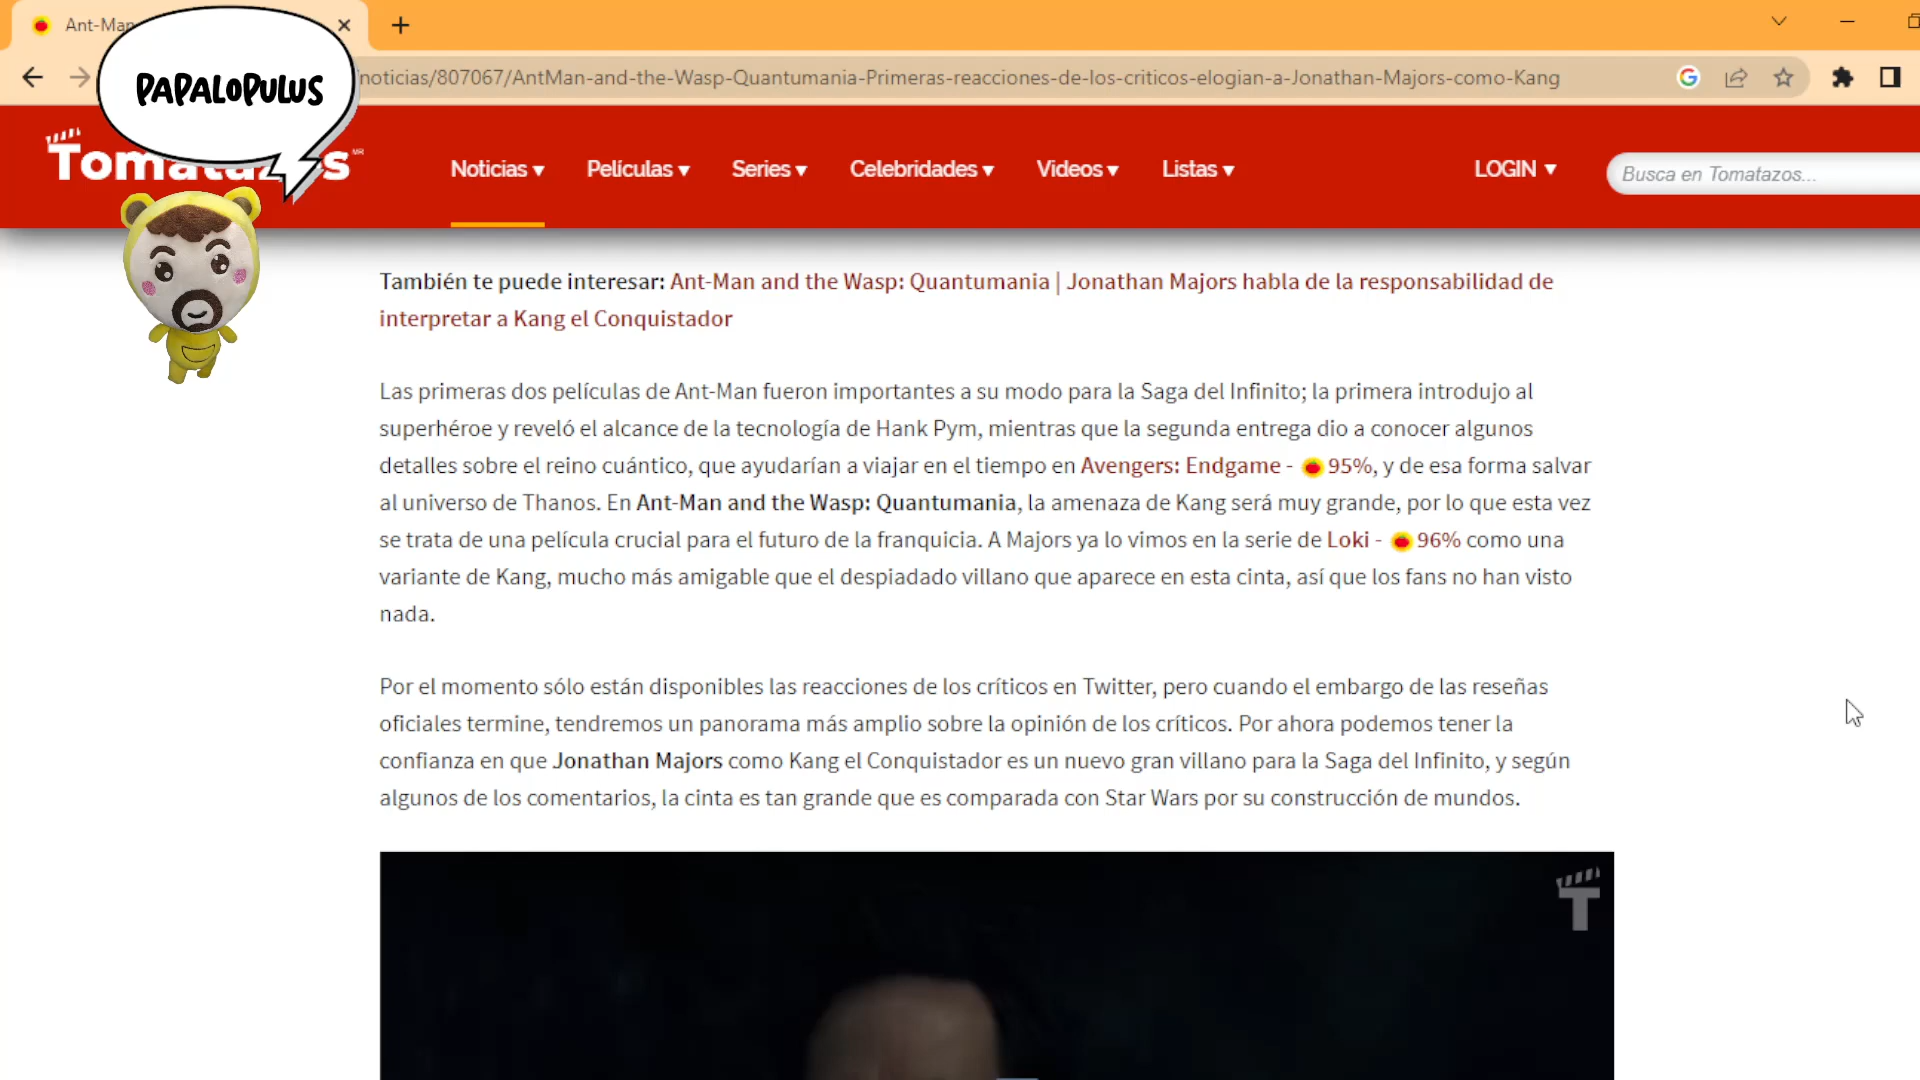 Ant-Man
PAPALOPULUS
noticias/807067/AntMan-and-the-Wasp-Quantumania-Primeras-reacciones-de-los-criticos-elogian-a-Jonathan-Majors-como-Kang
Tomatazos MR
Noticias ▾ Películas ▾ Series ▾ Celebridades ▾ Videos ▾ Listas ▾ LOGIN ▾ Busca en Tomatazos...
También te puede interesar: Ant-Man and the Wasp: Quantumania | Jonathan Majors habla de la responsabilidad de
interpretar a Kang el Conquistador
Las primeras dos películas de Ant-Man fueron importantes a su modo para la Saga del Infinito; la primera introdujo al
superhéroe y reveló el alcance de la tecnología de Hank Pym, mientras que la segunda entrega dio a conocer algunos
detalles sobre el reino cuántico, que ayudarían a viajar en el tiempo en Avengers: Endgame - 95%, y de esa forma salvar
al universo de Thanos. En Ant-Man and the Wasp: Quantumania, la amenaza de Kang será muy grande, por lo que esta vez
se trata de una película crucial para el futuro de la franquicia. A Majors ya lo vimos en la serie de Loki - 96% como una
variante de Kang, mucho más amigable que el despiadado villano que aparece en esta cinta, así que los fans no han visto
nada.
Por el momento sólo están disponibles las reacciones de los críticos en Twitter, pero cuando el embargo de las reseñas
oficiales termine, tendremos un panorama más amplio sobre la opinión de los críticos. Por ahora podemos tener la
confianza en que Jonathan Majors como Kang el Conquistador es un nuevo gran villano para la Saga del Infinito, y según
algunos de los comentarios, la cinta es tan grande que es comparada con Star Wars por su construcción de mundos.
T